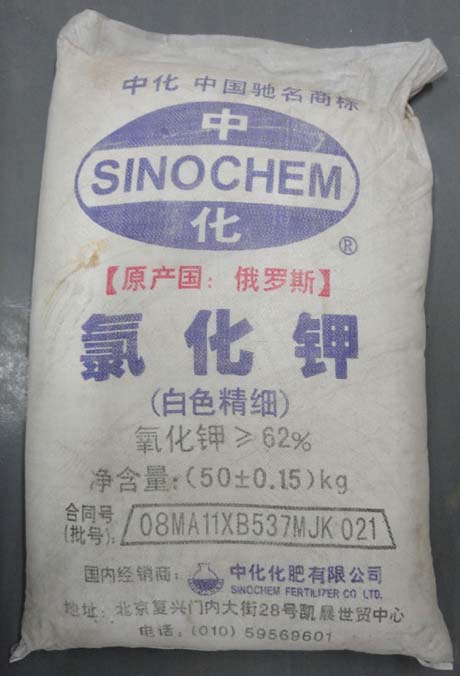 中化 中国驰名商标
中
SINOCHEM
化
®
【原产国：俄罗斯】
氯化钾
(白色精细)
氧化钾≥62%
净含量:(50±0.15)kg
合同号
(批号): 08MA11XB537MJK 021
国内经销商: 中化化肥有限公司
SINOCHEM FERTILIZER CO LTD.
地址: 北京复兴门内大街28号凯晨世贸中心
电话: (010) 59569601